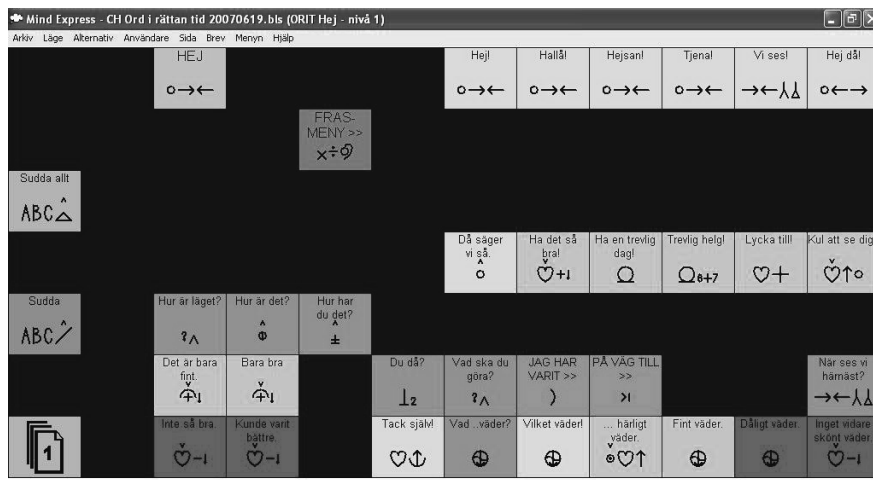 Mind Express - CH Ord i rättan tid 20070619.bls (ORIT Hej - nivå 1)
Arkiv Läge Alternativ Användare Sida Brev Menyn Hjälp
HEJ
Hej!
Hallå!
Hejsan!
Tjena!
Vi ses!
Hej då!
FRAS-
MENY >>
Sudda allt
ABC
Då säger
vi så.
Ha det så
bra!
Ha en trevlig
dag!
Trevlig helg!
6+7
Lycka till!
Kul att se dig
Sudda
ABC
Hur är läget?
?
Hur är det?
Hur har
du det?
Det är bara
fint.
Bara bra
Du då?
2
Vad ska du
göra?
?
JAG HAR
VARIT >>
PÅ VÄG TILL
>>
När ses vi
härnäst?
1
Inte så bra.
Kunde varit
bättre.
Tack själv!
Vad ..väder?
Vilket väder!
... härligt
väder.
Fint väder.
Dåligt väder.
Inget vidare
skönt väder.